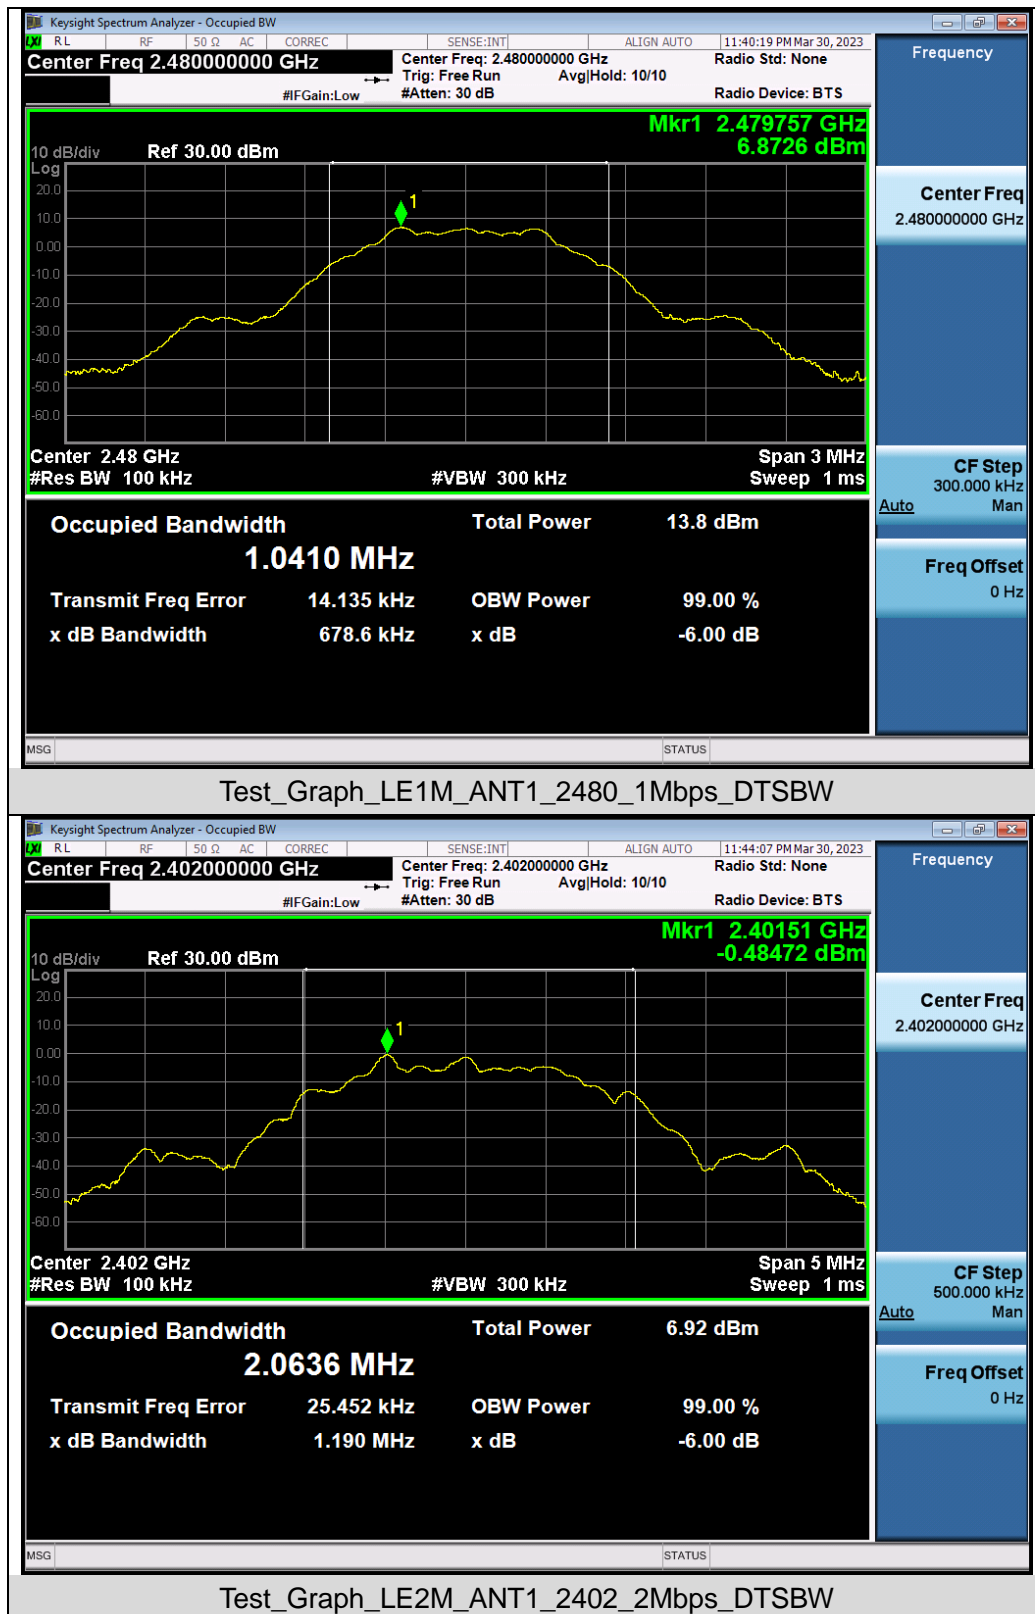 Keysight Spectrum Analyzer - Occupied BW
LXI RL RF 50 Ω AC CORREC SENSE:INT ALIGN AUTO 11:40:19 PM Mar 30, 2023
Center Freq 2.480000000 GHz Center Freq: 2.480000000 GHz Radio Std: None
Trig: Free Run Avg|Hold: 10/10
#IFGain:Low #Atten: 30 dB Radio Device: BTS
Frequency
Mkr1 2.479757 GHz
6.8726 dBm
10 dB/div Ref 30.00 dBm
Log
20.0
10.0
0.00
-10.0
-20.0
-30.0
-40.0
-50.0
-60.0
1
Center 2.48 GHz Span 3 MHz
#Res BW 100 kHz #VBW 300 kHz Sweep 1 ms
Center Freq
2.480000000 GHz
CF Step
300.000 kHz
Auto Man
Freq Offset
0 Hz
Occupied Bandwidth Total Power 13.8 dBm
1.0410 MHz
Transmit Freq Error 14.135 kHz OBW Power 99.00 %
x dB Bandwidth 678.6 kHz x dB -6.00 dB
MSG STATUS
Test_Graph_LE1M_ANT1_2480_1Mbps_DTSBW
Keysight Spectrum Analyzer - Occupied BW
LXI RL RF 50 Ω AC CORREC SENSE:INT ALIGN AUTO 11:44:07 PM Mar 30, 2023
Center Freq 2.402000000 GHz Center Freq: 2.402000000 GHz Radio Std: None
Trig: Free Run Avg|Hold: 10/10
#IFGain:Low #Atten: 30 dB Radio Device: BTS
Frequency
Mkr1 2.40151 GHz
-0.48472 dBm
10 dB/div Ref 30.00 dBm
Log
20.0
10.0
0.00
-10.0
-20.0
-30.0
-40.0
-50.0
-60.0
1
Center 2.402 GHz Span 5 MHz
#Res BW 100 kHz #VBW 300 kHz Sweep 1 ms
Center Freq
2.402000000 GHz
CF Step
500.000 kHz
Auto Man
Freq Offset
0 Hz
Occupied Bandwidth Total Power 6.92 dBm
2.0636 MHz
Transmit Freq Error 25.452 kHz OBW Power 99.00 %
x dB Bandwidth 1.190 MHz x dB -6.00 dB
MSG STATUS
Test_Graph_LE2M_ANT1_2402_2Mbps_DTSBW